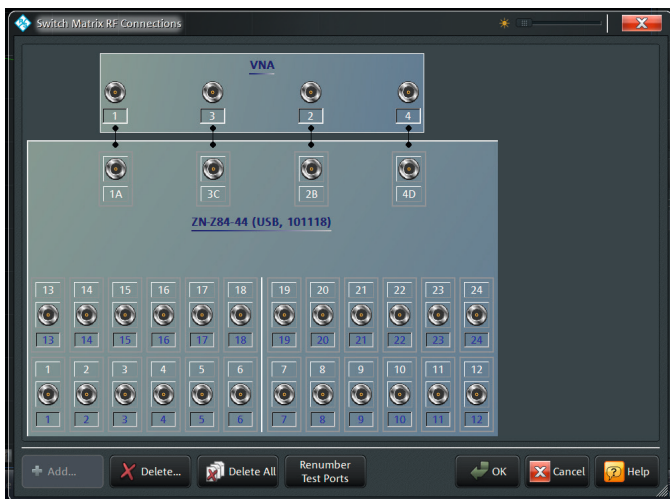 Switch Matrix RF Connections
VNA
1 3 2 4
1A 3C 2B 4D
ZN-Z84-44 (USB, 101118)
13 14 15 16 17 18 19 20 21 22 23 24
13 14 15 16 17 18 19 20 21 22 23 24
1 2 3 4 5 6 7 8 9 10 11 12
1 2 3 4 5 6 7 8 9 10 11 12
Add... Delete... Delete All Renumber
Test Ports OK Cancel Help